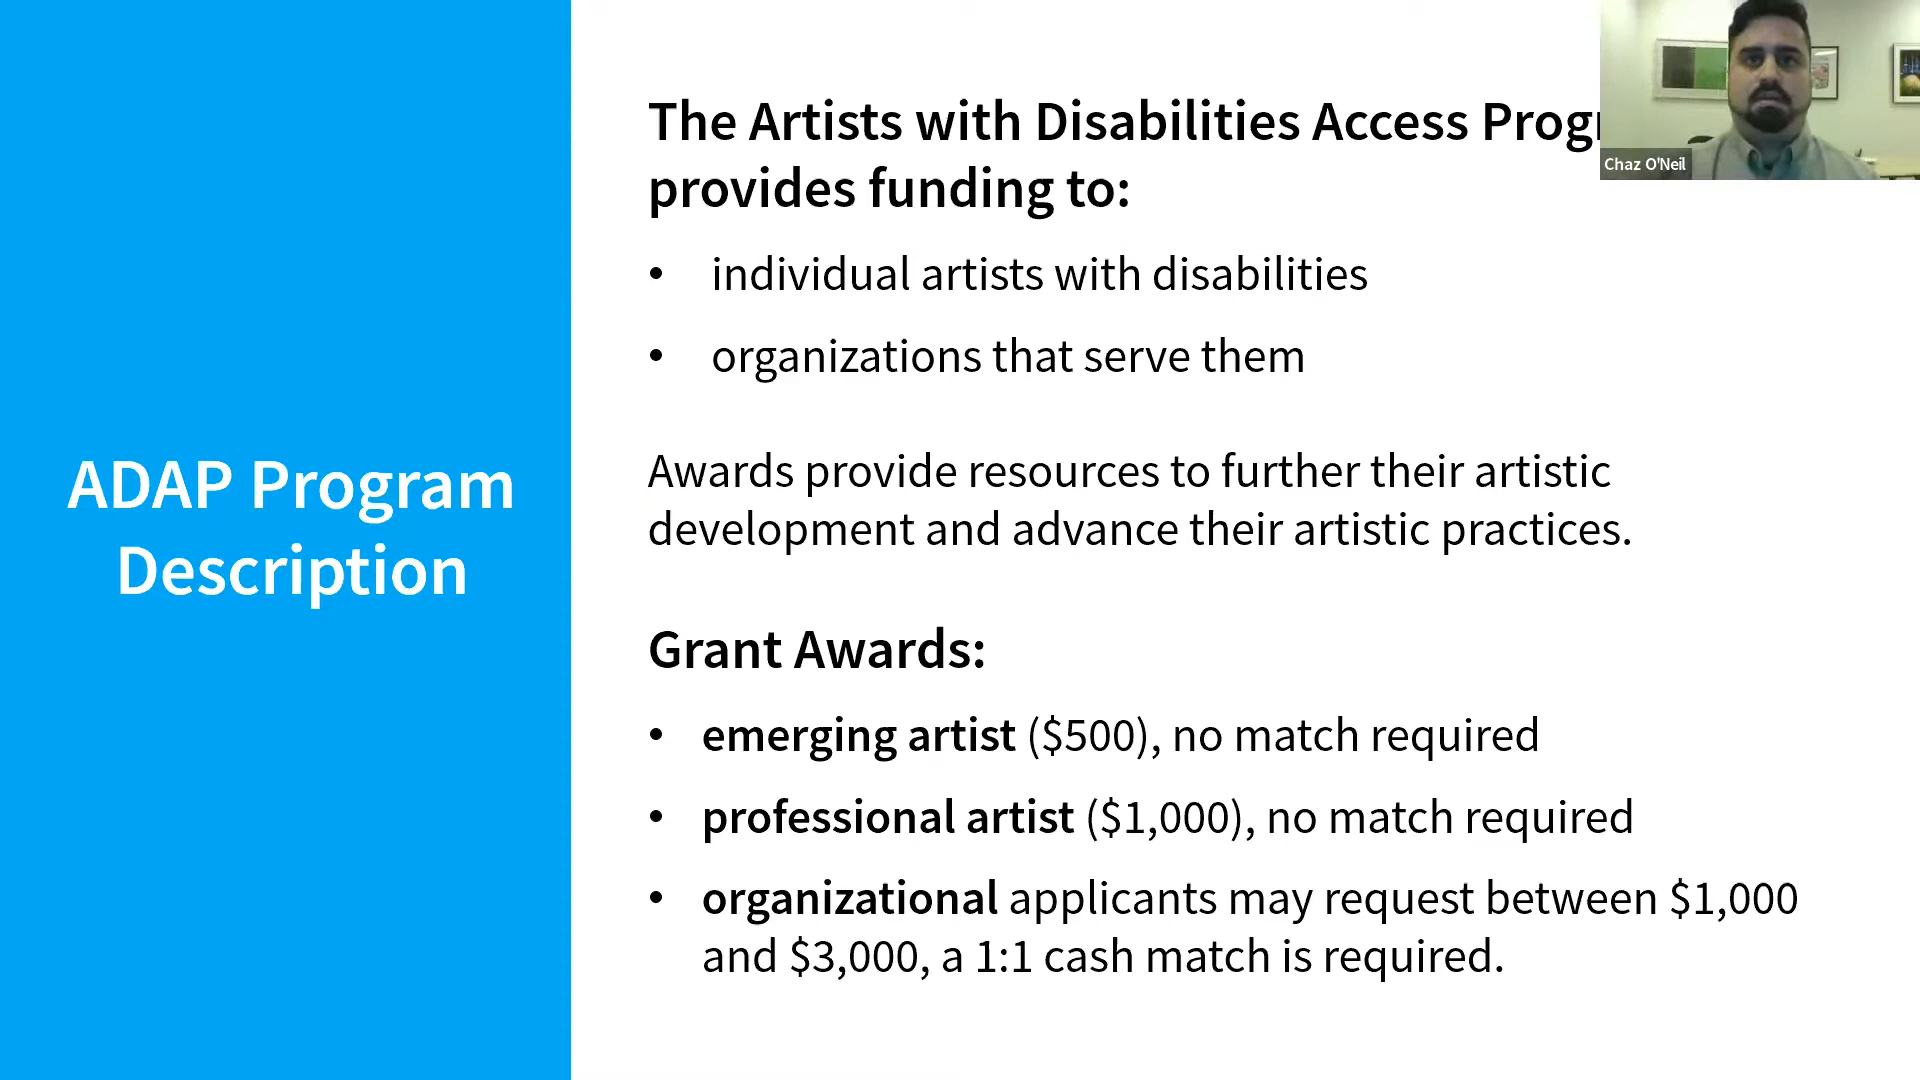 ADAP Program
Description
The Artists with Disabilities Access
provides funding to:
• individual artists with disabilities
• organizations that serve them
Awards provide resources to further their artistic
development and advance their artistic practices.
Grant Awards:
• emerging artist ($500), no match required
• professional artist ($1,000), no match required
• organizational applicants may request between $1,000
and $3,000, a 1:1 cash match is required.
Chaz O'Neil